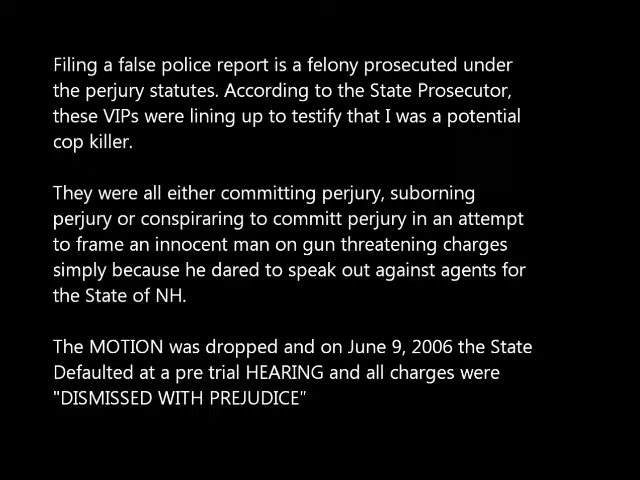 Filing a false police report is a felony prosecuted under
the perjury statutes. According to the State Prosecutor,
these VIPs were lining up to testify that I was a potential
cop killer.
They were all either committing perjury, suborning
perjury or conspiraring to committ perjury in an attempt
to frame an innocent man on gun threatening charges
simply because he dared to speak out against agents for
the State of NH.
The MOTION was dropped and on June 9, 2006 the State
Defaulted at a pre trial HEARING and all charges were
"DISMISSED WITH PREJUDICE"